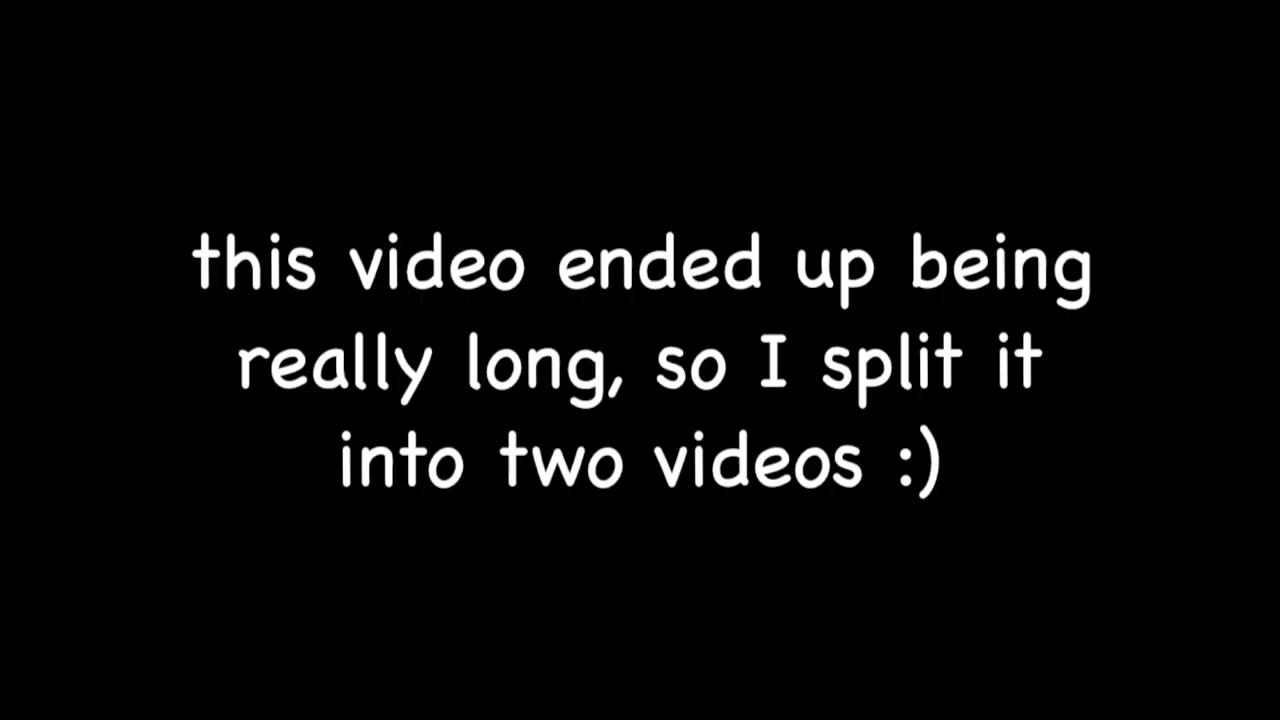 this video ended up being
really long, so I split it
into two videos :)